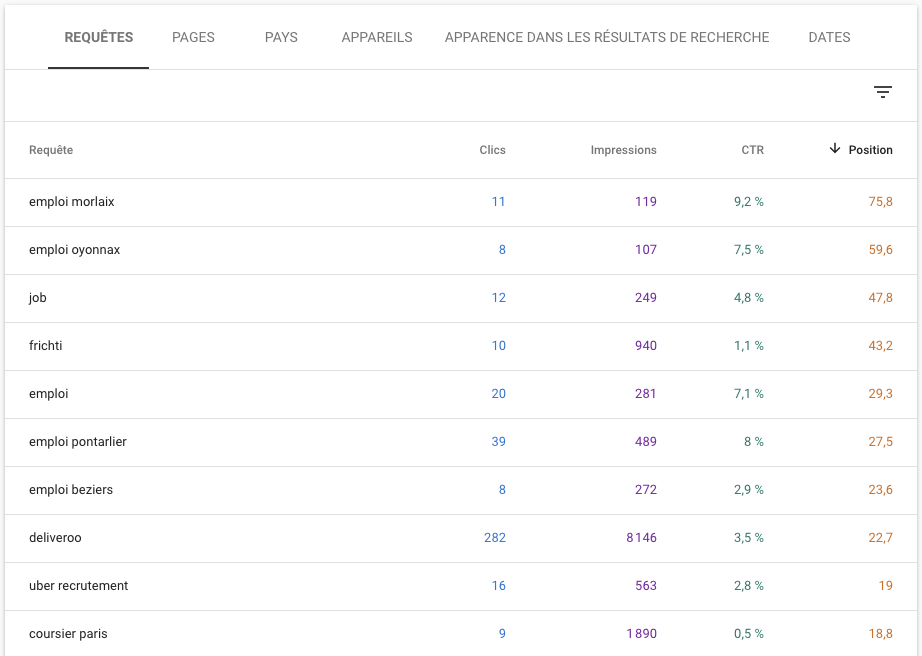 REQUÊTES PAGES PAYS APPAREILS APPARENCE DANS LES RÉSULTATS DE RECHERCHE DATES
Requête Clics Impressions CTR Position
emploi morlaix 11 119 9,2 % 75,8
emploi oyonnax 8 107 7,5 % 59,6
job 12 249 4,8 % 47,8
frichti 10 940 1,1 % 43,2
emploi 20 281 7,1 % 29,3
emploi pontarlier 39 489 8 % 27,5
emploi beziers 8 272 2,9 % 23,6
deliveroo 282 8 146 3,5 % 22,7
uber recrutement 16 563 2,8 % 19
coursier paris 9 1 890 0,5 % 18,8